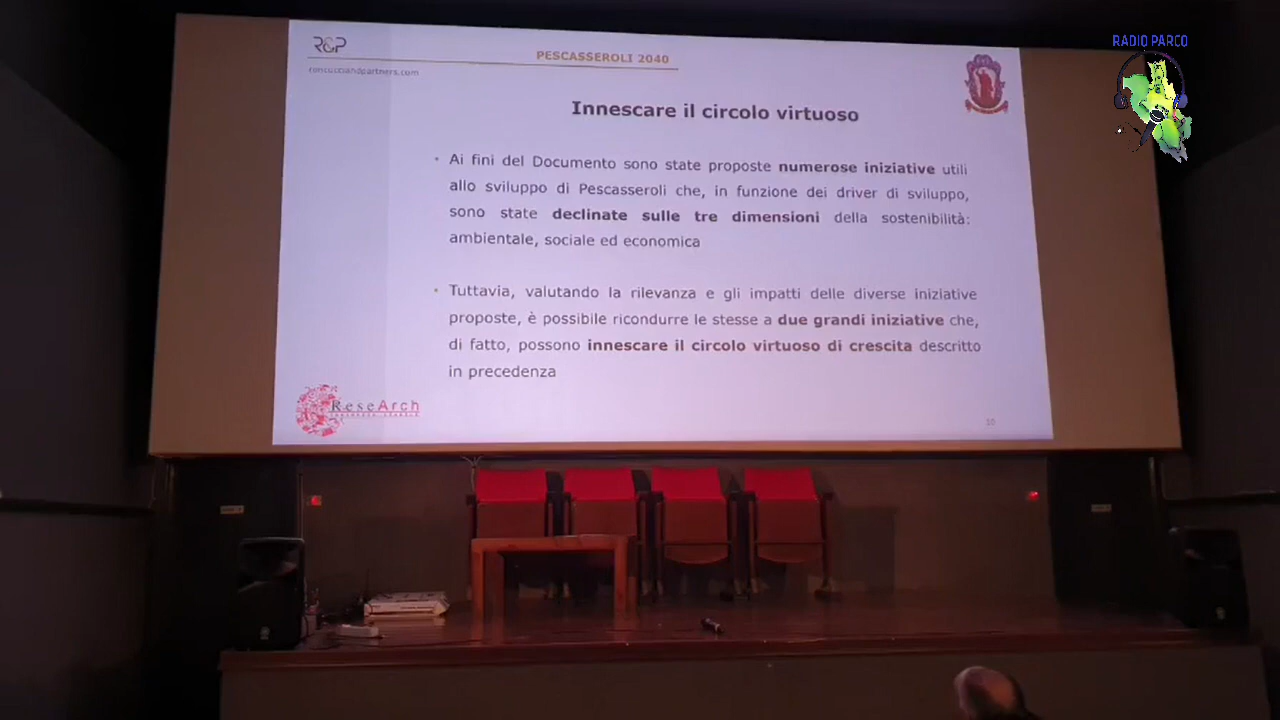 RADIO PARCO
R&P
PESCASSEROLI 2040
roncucciandpartners.com
Innescare il circolo virtuoso
• Ai fini del Documento sono state proposte numerose iniziative utili
allo sviluppo di Pescasseroli che, in funzione dei driver di sviluppo,
sono state declinate sulle tre dimensioni della sostenibilità:
ambientale, sociale ed economica
• Tuttavia, valutando la rilevanza e gli impatti delle diverse iniziative
proposte, è possibile ricondurre le stesse a due grandi iniziative che,
di fatto, possono innescare il circolo virtuoso di crescita descritto
in precedenza
ReseArch
10